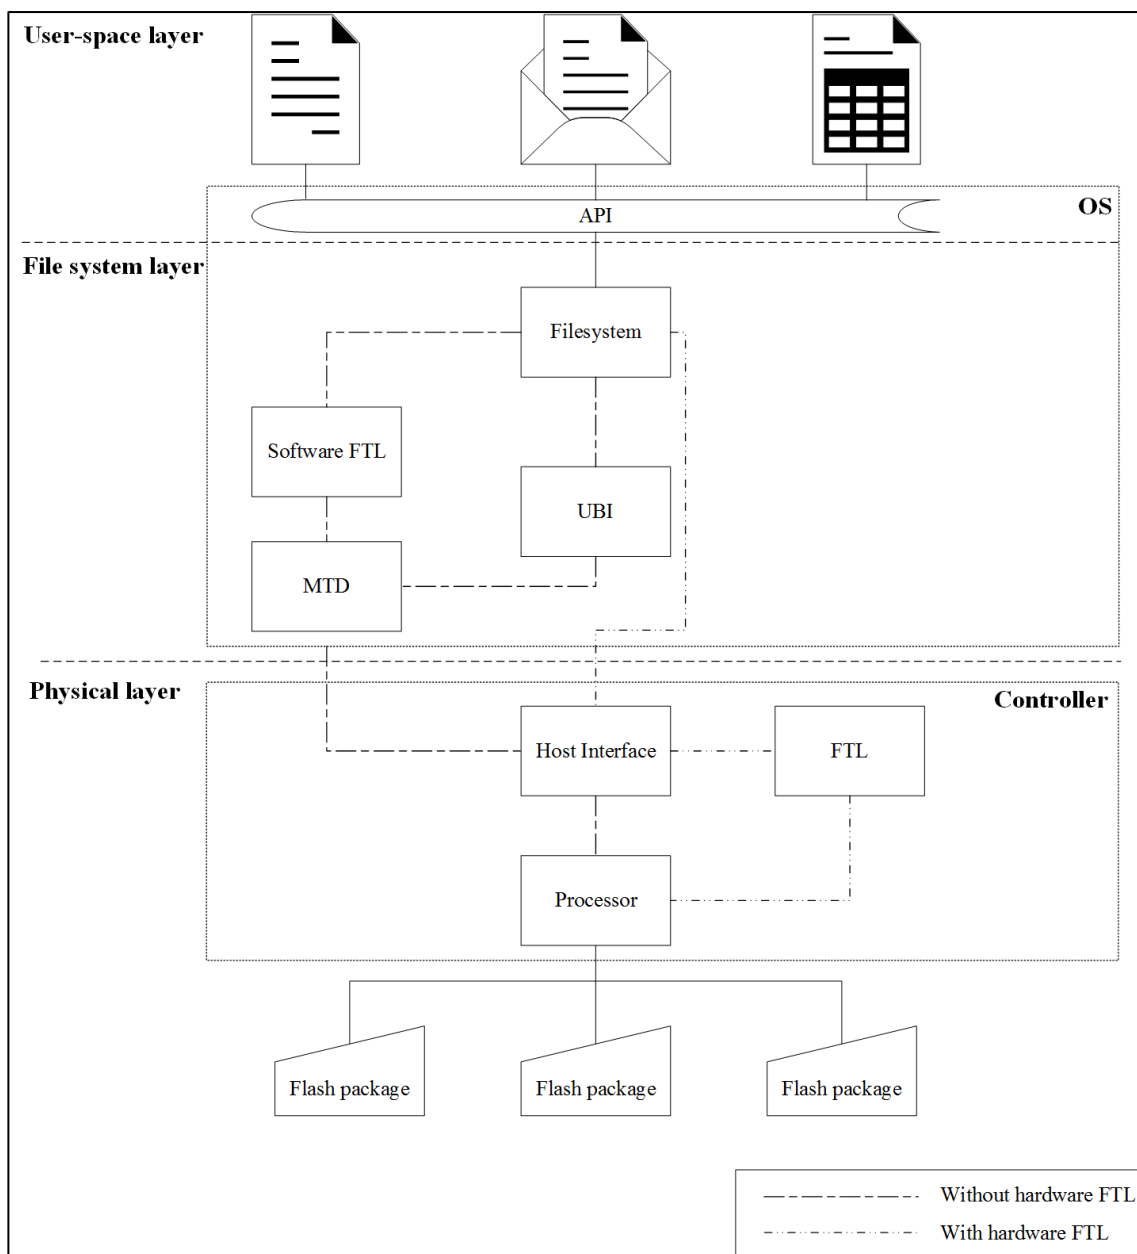 User-space layer
API
OS
File system layer
Filesystem
Software FTL
UBI
MTD
Physical layer
Controller
Host Interface
FTL
Processor
Flash package
Flash package
Flash package
Without hardware FTL
With hardware FTL